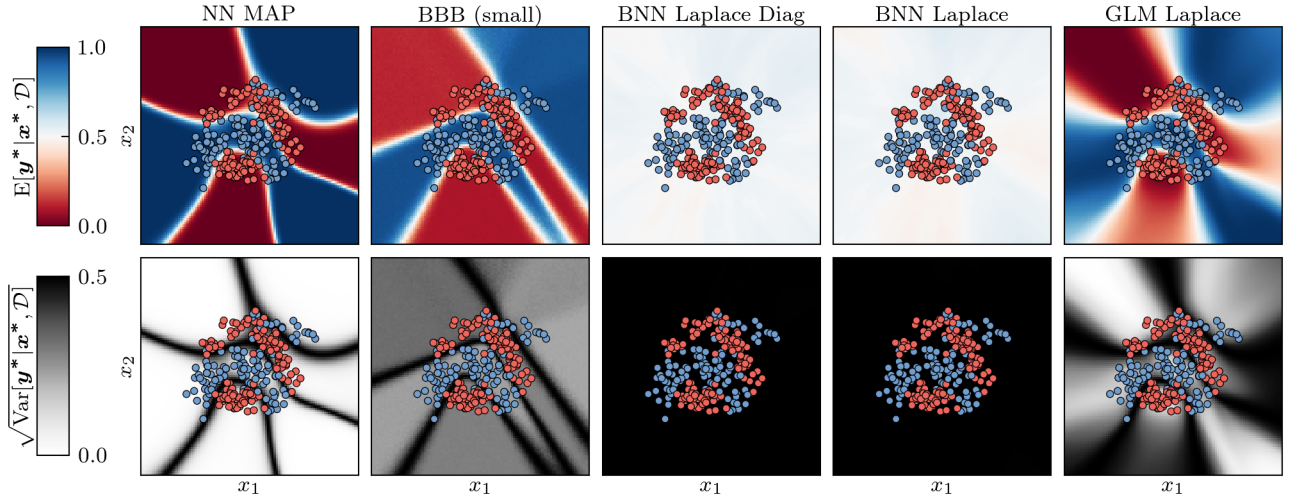 NN MAP
BBB (small)
BNN Laplace Diag
BNN Laplace
GLM Laplace
E[y*|x*, D]
1.0
0.5
0.0
x₂
√Var[y*|x*, D]
0.5
0.0
x₂
x₁
x₁
x₁
x₁
x₁